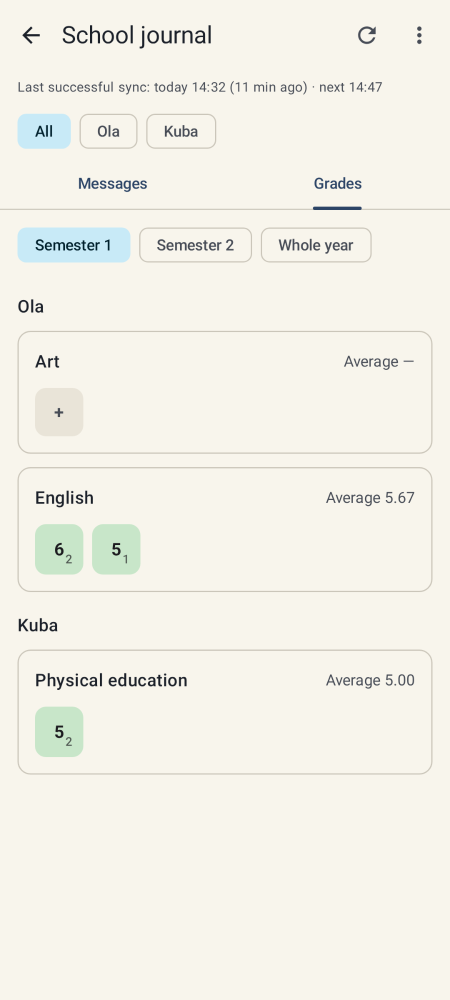 School journal
Last successful sync: today 14:32 (11 min ago) · next 14:47
All Ola Kuba
Messages Grades
Semester 1 Semester 2 Whole year
Ola
Art Average —
+
English Average 5.67
6 2 5 1
Kuba
Physical education Average 5.00
5 2